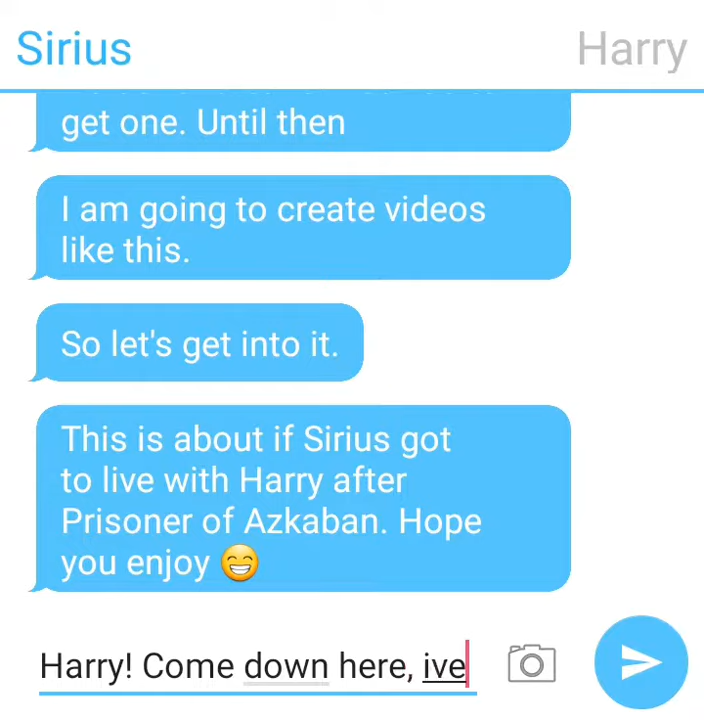 Sirius
Harry
get one. Until then
I am going to create videos
like this.
So let's get into it.
This is about if Sirius got
to live with Harry after
Prisoner of Azkaban. Hope
you enjoy 😁
Harry! Come down here, ive